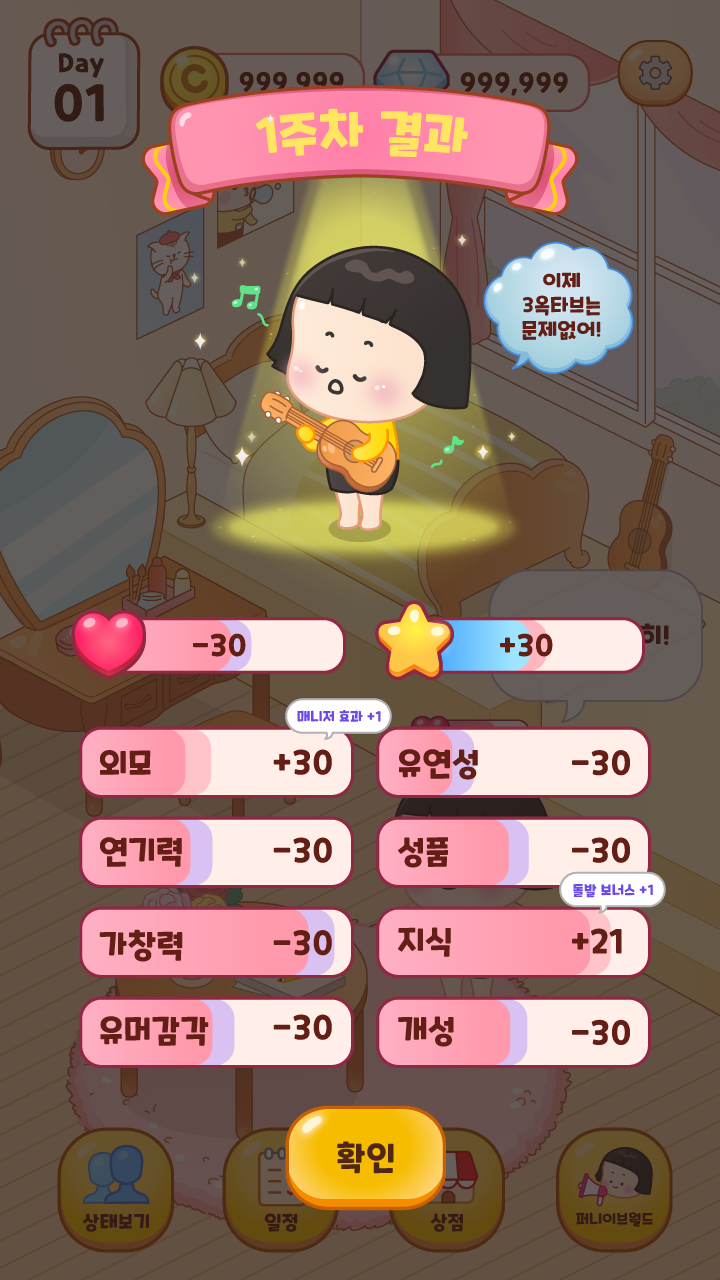 Day
01
C
999,999
999,999
1주차 결과
이제
3옥타브는
문제없어!
히!
-30
+30
매니저 효과 +1
외모 +30
유연성 -30
연기력 -30
성품 -30
돌발 보너스 +1
가창력 -30
지식 +21
유머감각 -30
개성 -30
확인
상태보기
일정
상점
퍼니이브월드